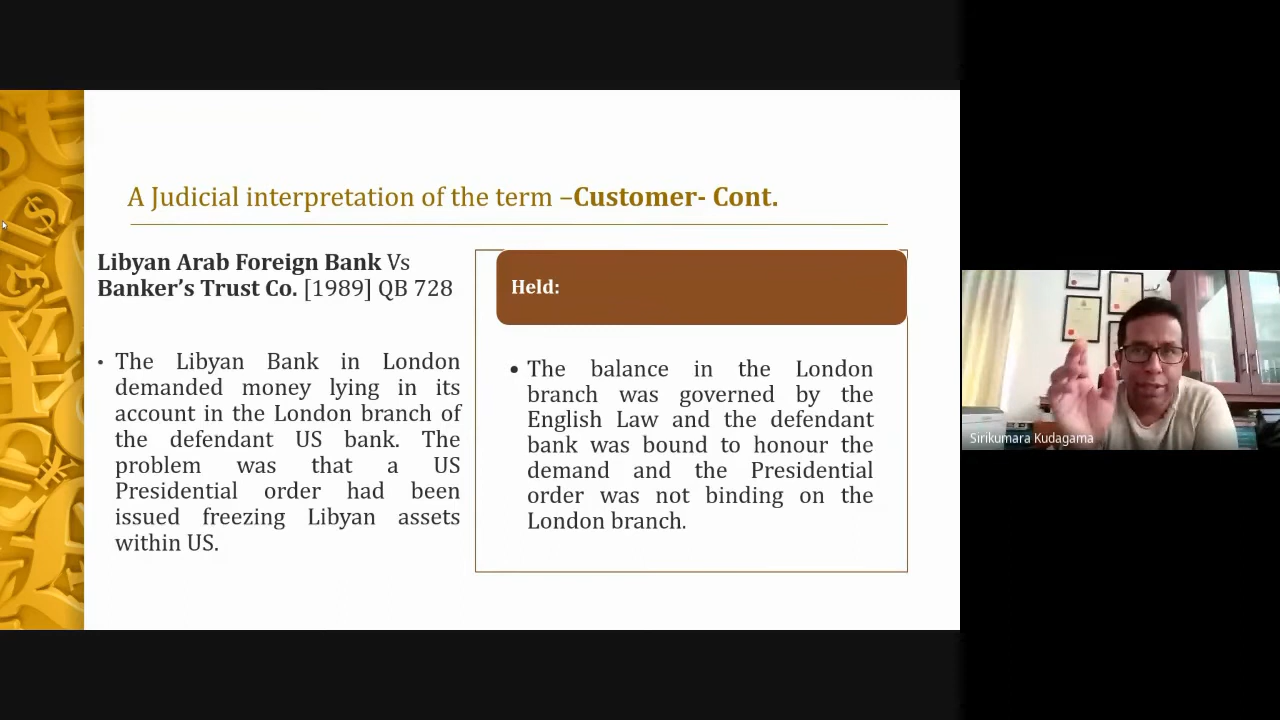 A Judicial interpretation of the term –Customer- Cont.
Libyan Arab Foreign Bank Vs
Banker’s Trust Co. [1989] QB 728
• The Libyan Bank in London
demanded money lying in its
account in the London branch of
the defendant US bank. The
problem was that a US
Presidential order had been
issued freezing Libyan assets
within US.
Held:
• The balance in the London
branch was governed by the
English Law and the defendant
bank was bound to honour the
demand and the Presidential
order was not binding on the
London branch.
Sirikumara Kudagama